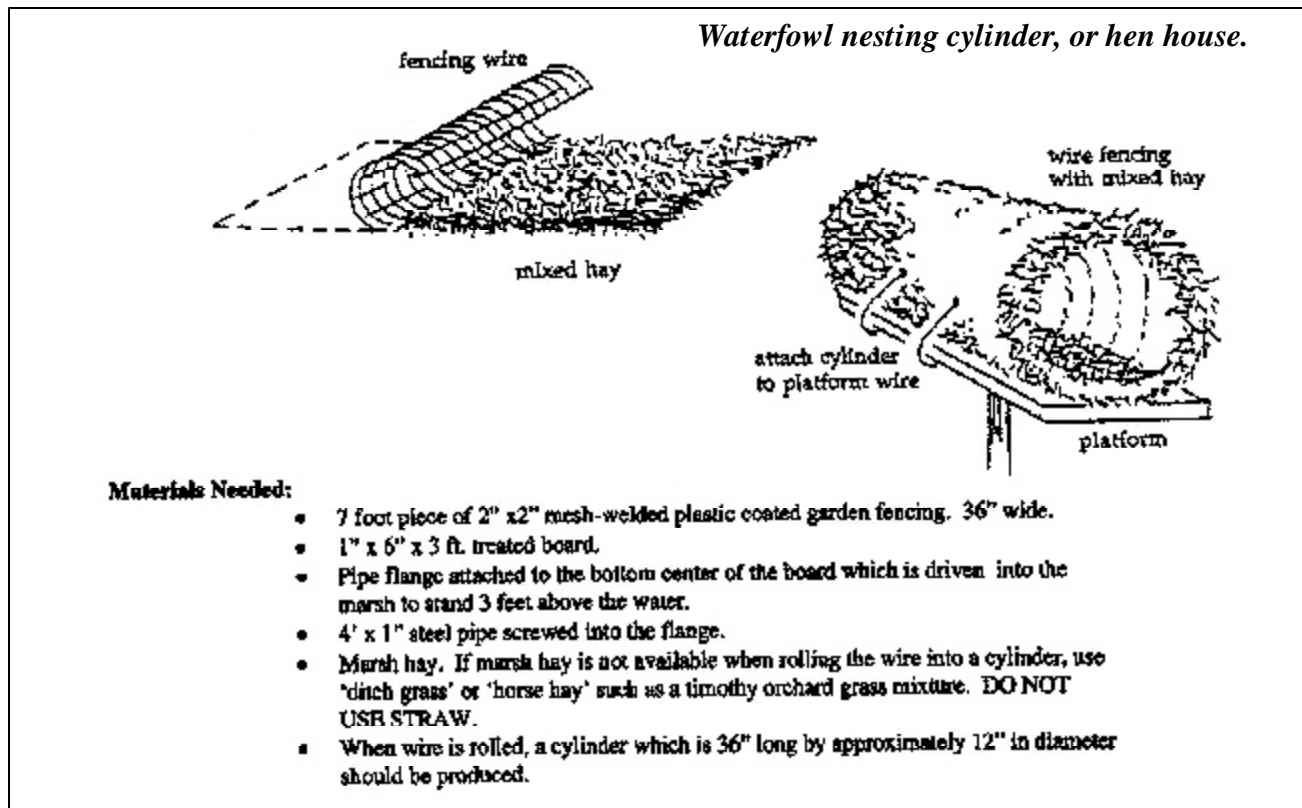 Waterfowl nesting cylinder, or hen house.
fencing wire
mixed hay
wire fencing
with mixed hay
attach cylinder
to platform wire
platform
Materials Needed:
• 7 foot piece of 2" x2" mesh-welded plastic coated garden fencing. 36" wide.
• 1" x 6" x 3 ft. treated board.
• Pipe flange attached to the bottom center of the board which is driven into the
marsh to stand 3 feet above the water.
• 4' x 1" steel pipe screwed into the flange.
• Marsh hay. If marsh hay is not available when rolling the wire into a cylinder, use
'ditch grass' or 'horse hay' such as a timothy orchard grass mixture. DO NOT
USE STRAW.
• When wire is rolled, a cylinder which is 36" long by approximately 12" in diameter
should be produced.